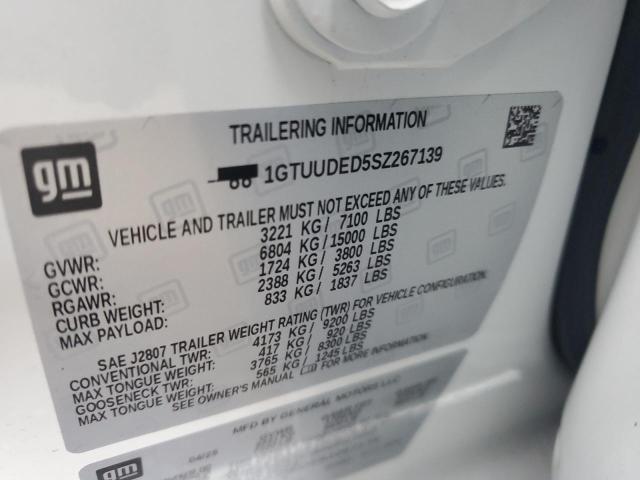 gm
TRAILERING INFORMATION
1GTUUDED5SZ267139
VEHICLE AND TRAILER MUST NOT EXCEED ANY OF THESE VALUES.
GVWR: 3221 KG / 7100 LBS
GCWR: 6804 KG / 15000 LBS
RGAWR: 1724 KG / 3800 LBS
CURB WEIGHT: 2388 KG / 5263 LBS
MAX PAYLOAD: 833 KG / 1837 LBS
SAE J2807 TRAILER WEIGHT RATING (TWR) FOR VEHICLE CONFIGURATION.
CONVENTIONAL TWR: 4173 KG / 9200 LBS
MAX TONGUE WEIGHT: 417 KG / 920 LBS
GOOSENECK TWR: 3765 KG / 8300 LBS
MAX TONGUE WEIGHT: 565 KG / 1245 LBS
SEE OWNER'S MANUAL FOR MORE INFORMATION.
MFD BY GENERAL MOTORS LLC
gm
04/25